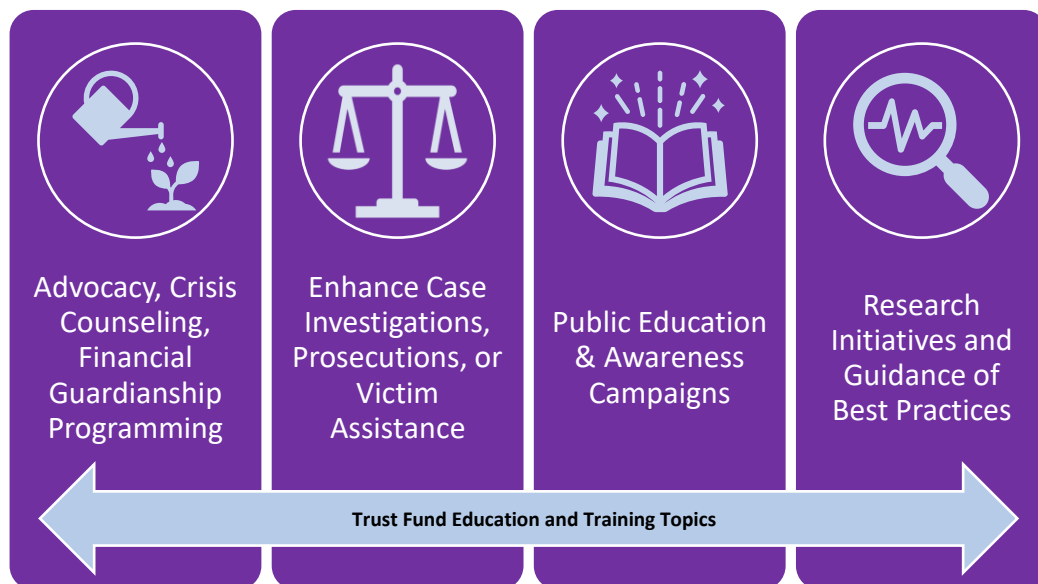 Advocacy, Crisis
Counseling,
Financial
Guardianship
Programming
Enhance Case
Investigations,
Prosecutions, or
Victim
Assistance
Public Education
& Awareness
Campaigns
Research
Initiatives and
Guidance of
Best Practices
Trust Fund Education and Training Topics